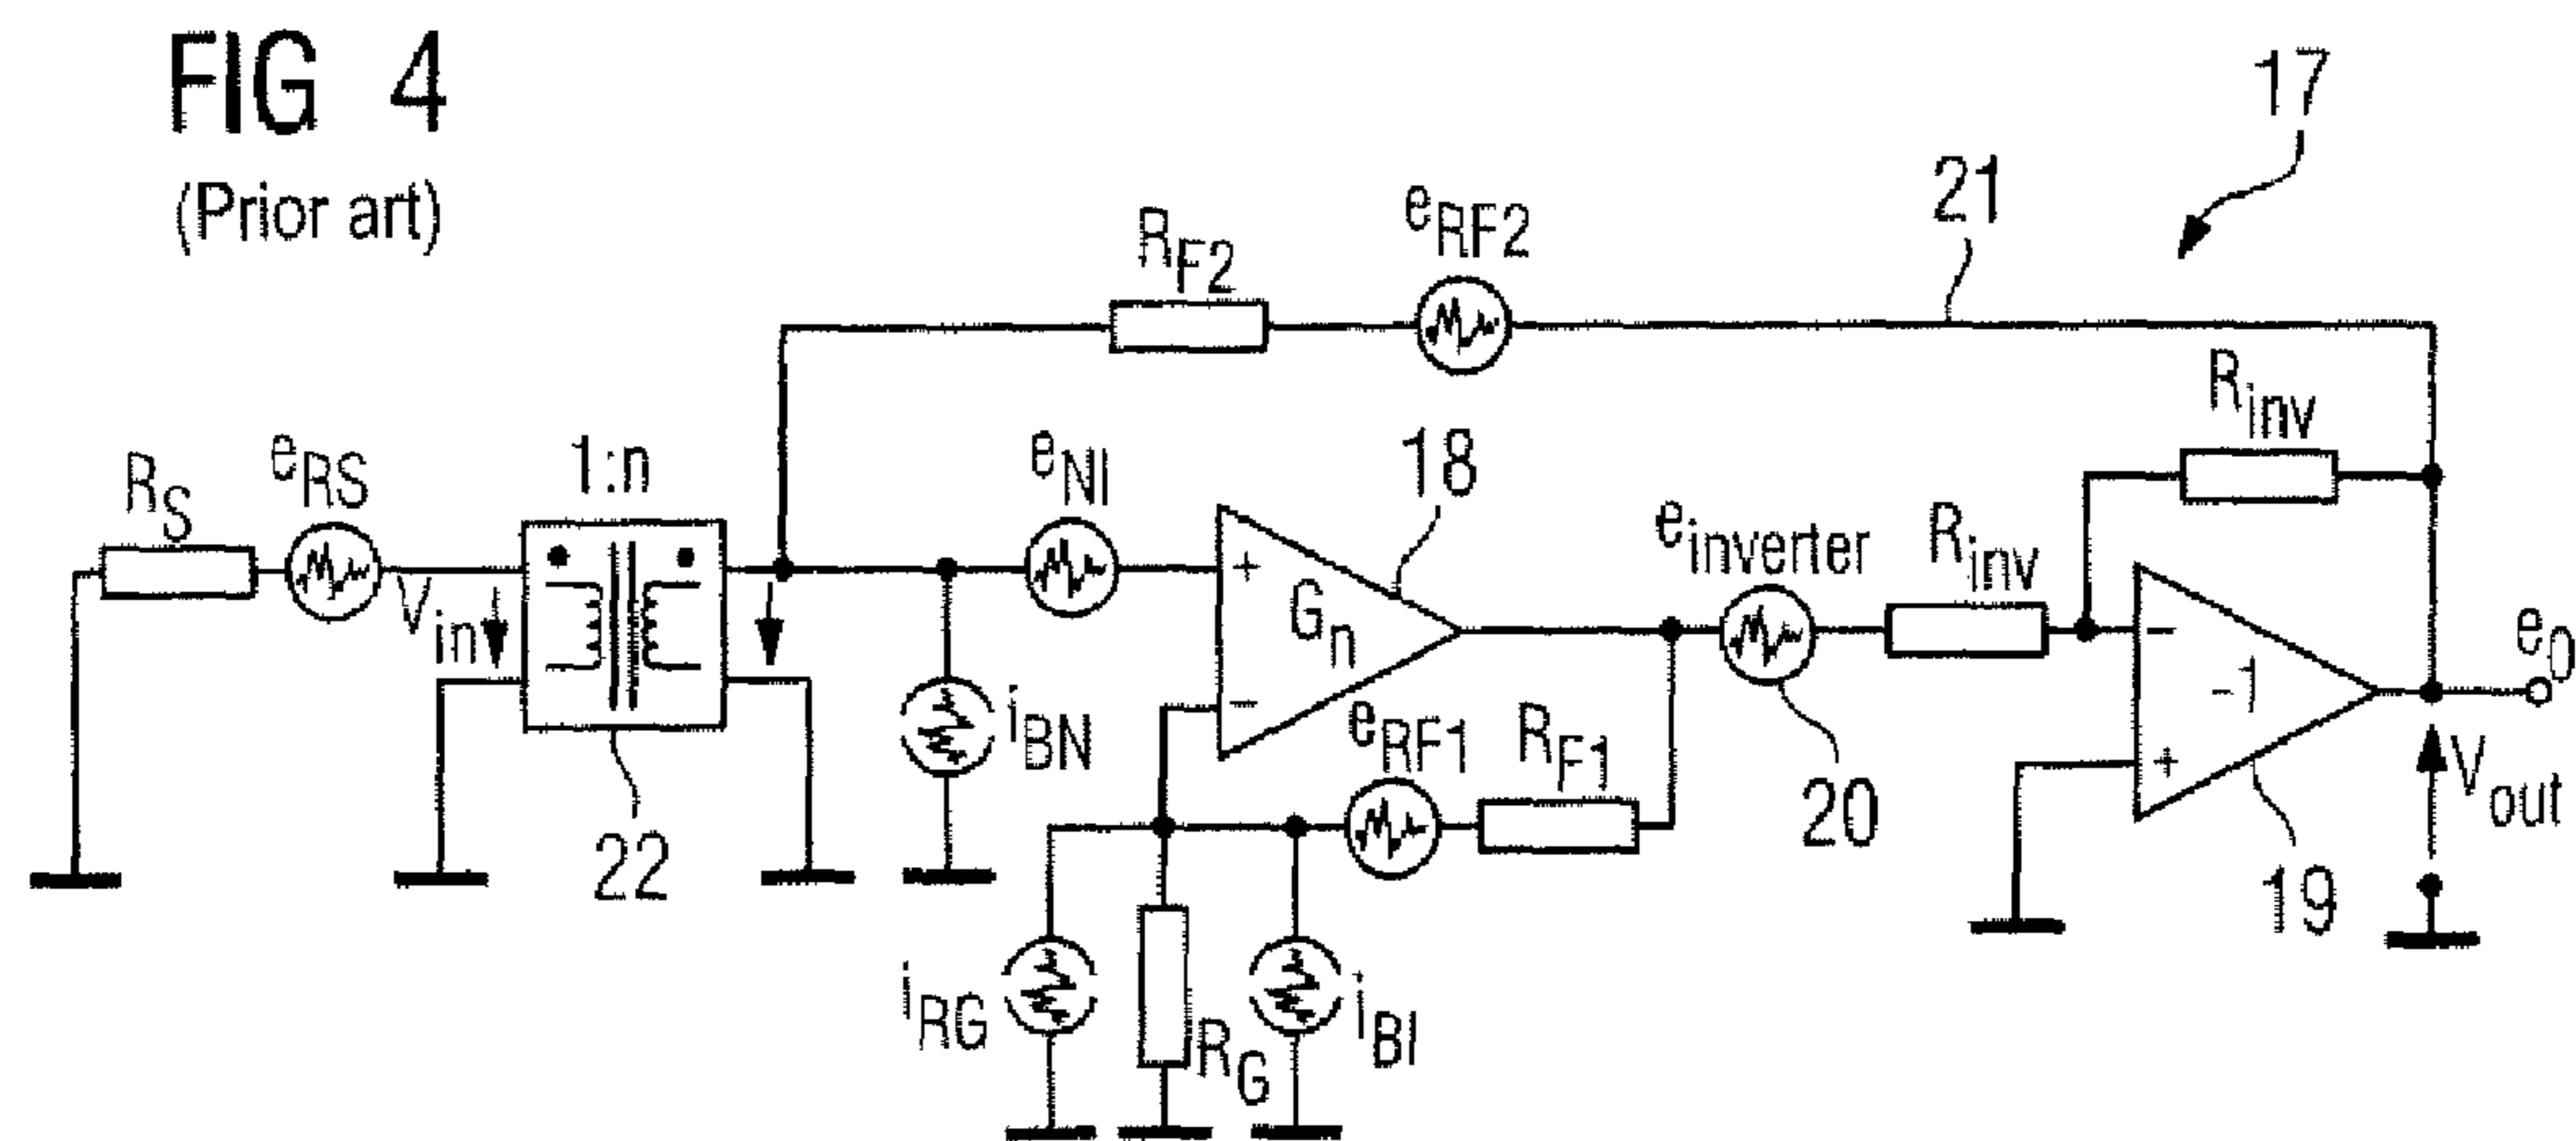 FIG 4
(Prior art)
17
21
R_F2
e_RF2
R_inv
R_S
e_RS
1:n
e_NI
18
e_inverter
R_inv
V_in
+
G_n
-
-
-1
+
e_0
i_BN
e_RF1
R_F1
20
V_out
22
19
i_RG
R_G
i_BI